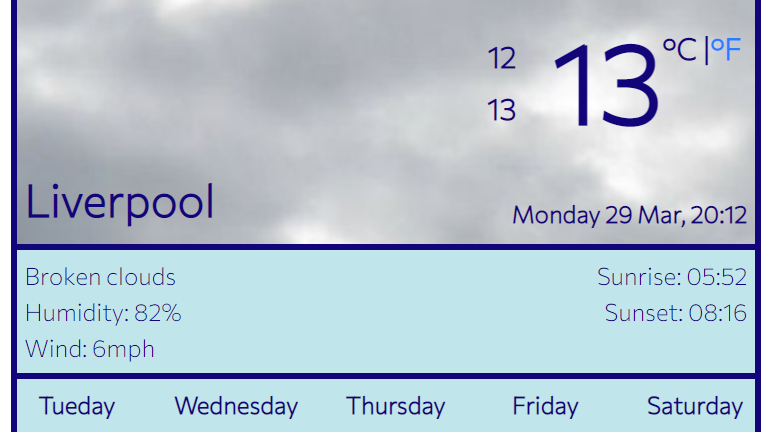 12
13
13
°C |°F
Liverpool
Monday 29 Mar, 20:12
Broken clouds
Sunrise: 05:52
Humidity: 82%
Sunset: 08:16
Wind: 6mph
Tueday Wednesday Thursday Friday Saturday